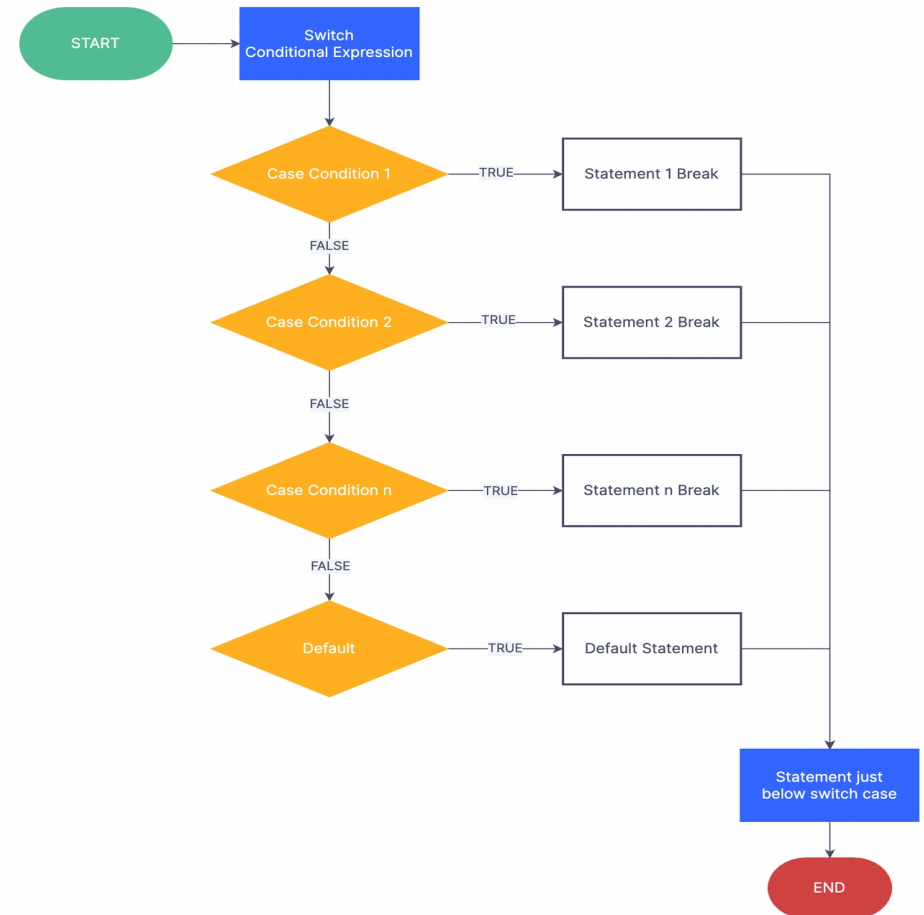 START
Switch
Conditional Expression
Case Condition 1
TRUE
Statement 1 Break
FALSE
Case Condition 2
TRUE
Statement 2 Break
FALSE
Case Condition n
TRUE
Statement n Break
FALSE
Default
TRUE
Default Statement
Statement just
below switch case
END